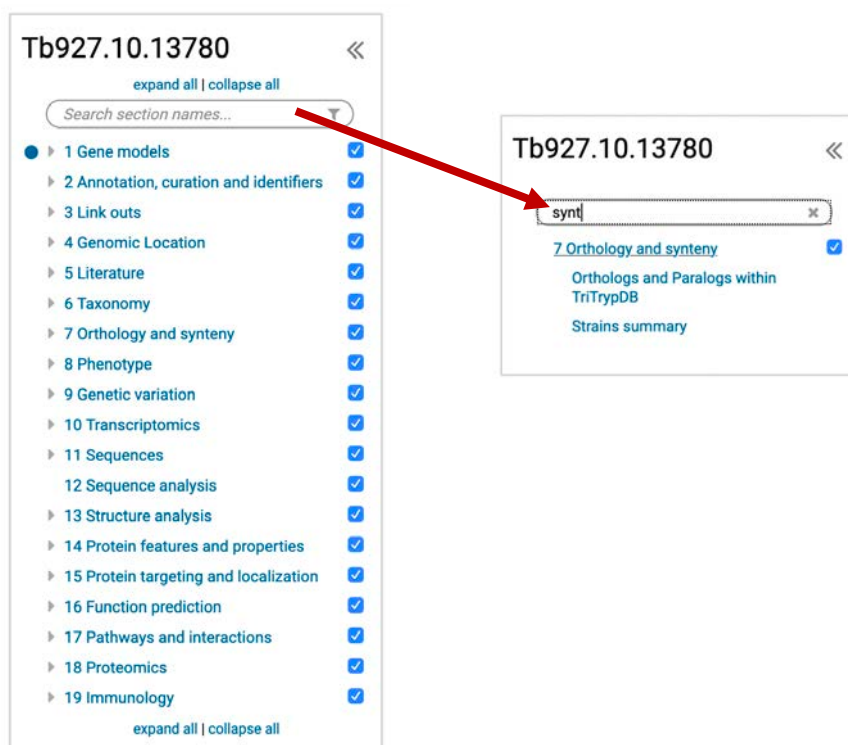 Tb927.10.13780
expand all | collapse all
Search section names...
1 Gene models
2 Annotation, curation and identifiers
3 Link outs
4 Genomic Location
5 Literature
6 Taxonomy
7 Orthology and synteny
8 Phenotype
9 Genetic variation
10 Transcriptomics
11 Sequences
12 Sequence analysis
13 Structure analysis
14 Protein features and properties
15 Protein targeting and localization
16 Function prediction
17 Pathways and interactions
18 Proteomics
19 Immunology
expand all | collapse all
Tb927.10.13780
synt
7 Orthology and synteny
Orthologs and Paralogs within
TriTrypDB
Strains summary